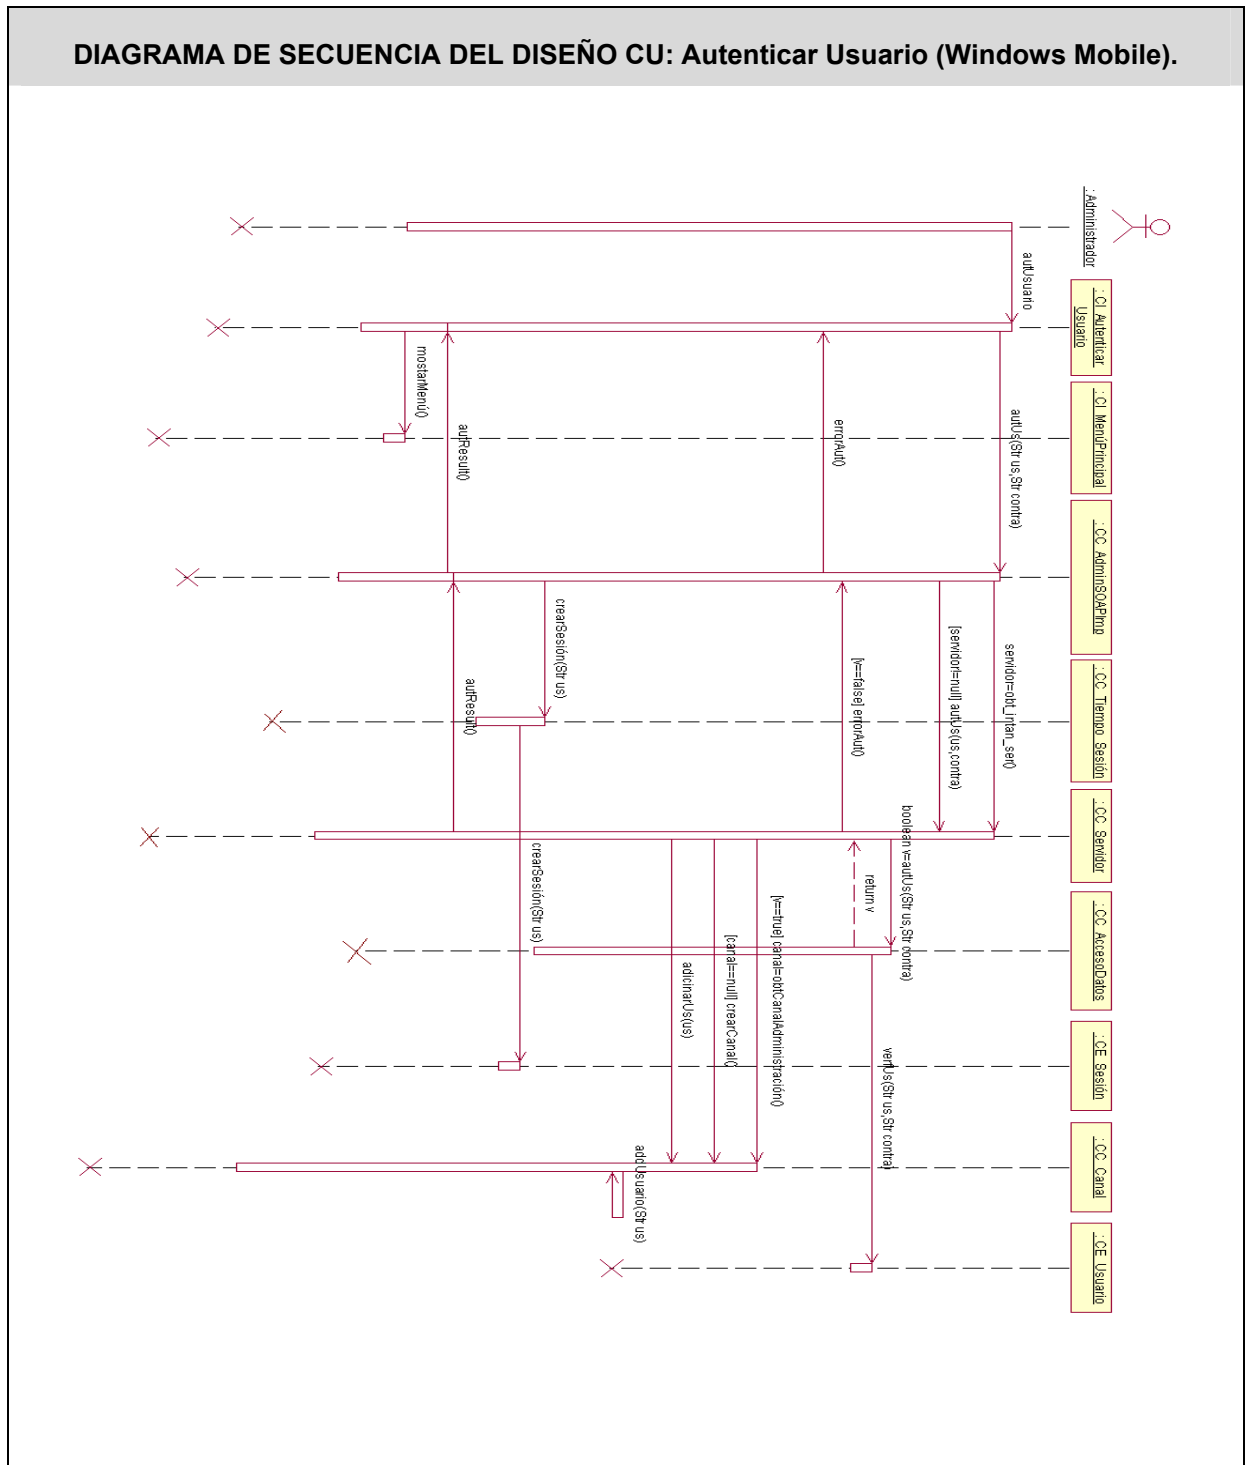 DIAGRAMA DE SECUENCIA DEL DISEÑO CU: Autenticar Usuario (Windows Mobile).
: Administrador
: CI_Autenticar
Usuario
: CI_MenúPrincipal
: CC_AdminSOAPImp
: CC_Tiempo_Sesión
: CC_Servidor
: CC_AccesoDatos
: CE_Sesión
: CC_Canal
: CE_Usuario
autUsuario
autUs(Str us,Str contra)
servidor=obt_intan_ser()
[servidor!=null] autUs(us,contra)
boolean v=autUs(Str us,Str contra)
verifUs(Str us,Str contra)
return v
[v==false] errorAut()
errorAut()
[v==true] canal=obtCanalAdministración()
[canal==null] crearCanal()
adicinarUs(us)
addUsuario(Str us)
crearSesión(Str us)
crearSesión(Str us)
autResult()
autResult()
mostarMenú()